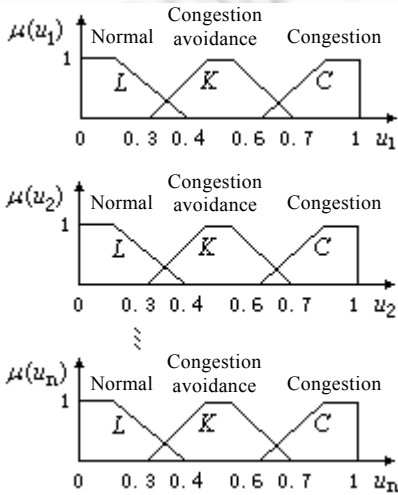 Congestion
Normal avoidance Congestion
μ(u1)
1
L K C
0 0.3 0.4 0.6 0.7 1 u1
Congestion
Normal avoidance Congestion
μ(u2)
1
L K C
0 0.3 0.4 0.6 0.7 1 u2
Congestion
Normal avoidance Congestion
μ(un)
1
L K C
0 0.3 0.4 0.6 0.7 1 un